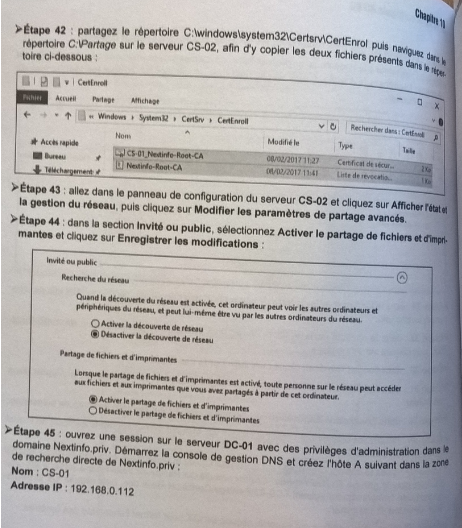 Chapitre 10
➢Étape 42 : partagez le répertoire C:\windows\system32\Certsrv\CertEnrol puis naviguez dans le
répertoire C:\Partage sur le serveur CS-02, afin d'y copier les deux fichiers présents dans le réper-
toire ci-dessous :
CertEnroll
Fichier Accueil Partage Affichage
« Windows > System32 > CertSrv > CertEnroll
Rechercher dans : CertEnroll
Nom Modifié le Type Taille
Accès rapide
CS-01_Nextinfo-Root-CA 08/02/2017 11:27 Certificat de sécur... 1 Ko
Bureau
Nextinfo-Root-CA 08/02/2017 11:41 Liste de révocatio... 1 Ko
Téléchargement
➢Étape 43 : allez dans le panneau de configuration du serveur CS-02 et cliquez sur Afficher l'état et
la gestion du réseau, puis cliquez sur Modifier les paramètres de partage avancés.
➢Étape 44 : dans la section Invité ou public, sélectionnez Activer le partage de fichiers et d'impri-
mantes et cliquez sur Enregistrer les modifications :
Invité ou public
Recherche du réseau
Quand la découverte du réseau est activée, cet ordinateur peut voir les autres ordinateurs et
périphériques du réseau, et peut lui-même être vu par les autres ordinateurs du réseau.
Activer la découverte de réseau
Désactiver la découverte de réseau
Partage de fichiers et d'imprimantes
Lorsque le partage de fichiers et d'imprimantes est activé, toute personne sur le réseau peut accéder
aux fichiers et aux imprimantes que vous avez partagés à partir de cet ordinateur.
Activer le partage de fichiers et d'imprimantes
Désactiver le partage de fichiers et d'imprimantes
➢Étape 45 : ouvrez une session sur le serveur DC-01 avec des privilèges d'administration dans le
domaine Nextinfo.priv. Démarrez la console de gestion DNS et créez l'hôte A suivant dans la zone
de recherche directe de Nextinfo.priv :
Nom : CS-01
Adresse IP : 192.168.0.112